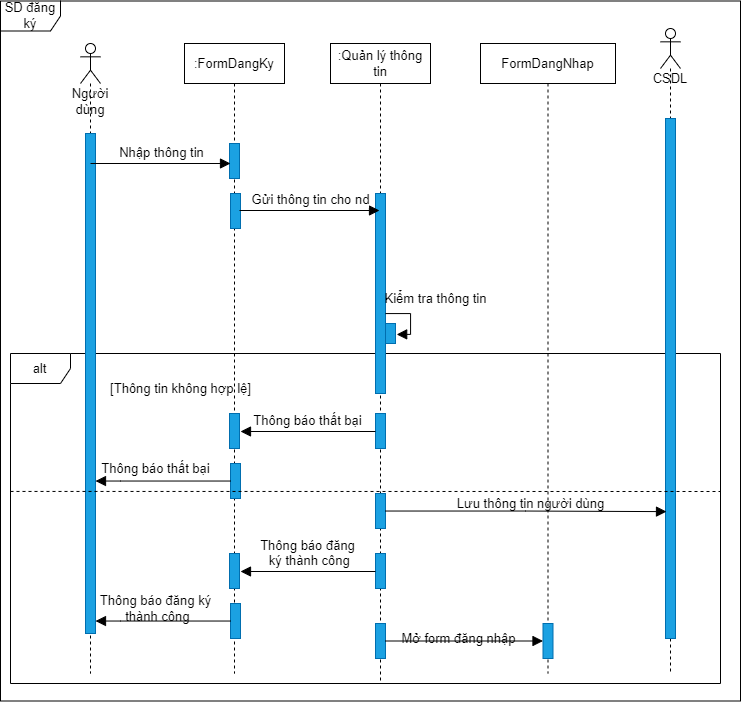 SD đăng
ký
Người
dùng
:FormDangKy
:Quản lý thông
tin
FormDangNhap
CSDL
Nhập thông tin
Gửi thông tin cho nd
Kiểm tra thông tin
alt
[Thông tin không hợp lệ]
Thông báo thất bại
Thông báo thất bại
Lưu thông tin người dùng
Thông báo đăng
ký thành công
Thông báo đăng ký
thành công
Mở form đăng nhập